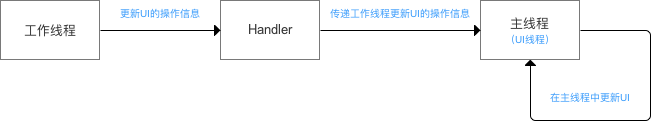 更新UI的操作信息
传递工作线程更新UI的操作信息
工作线程
Handler
主线程
（UI线程）
在主线程中更新UI